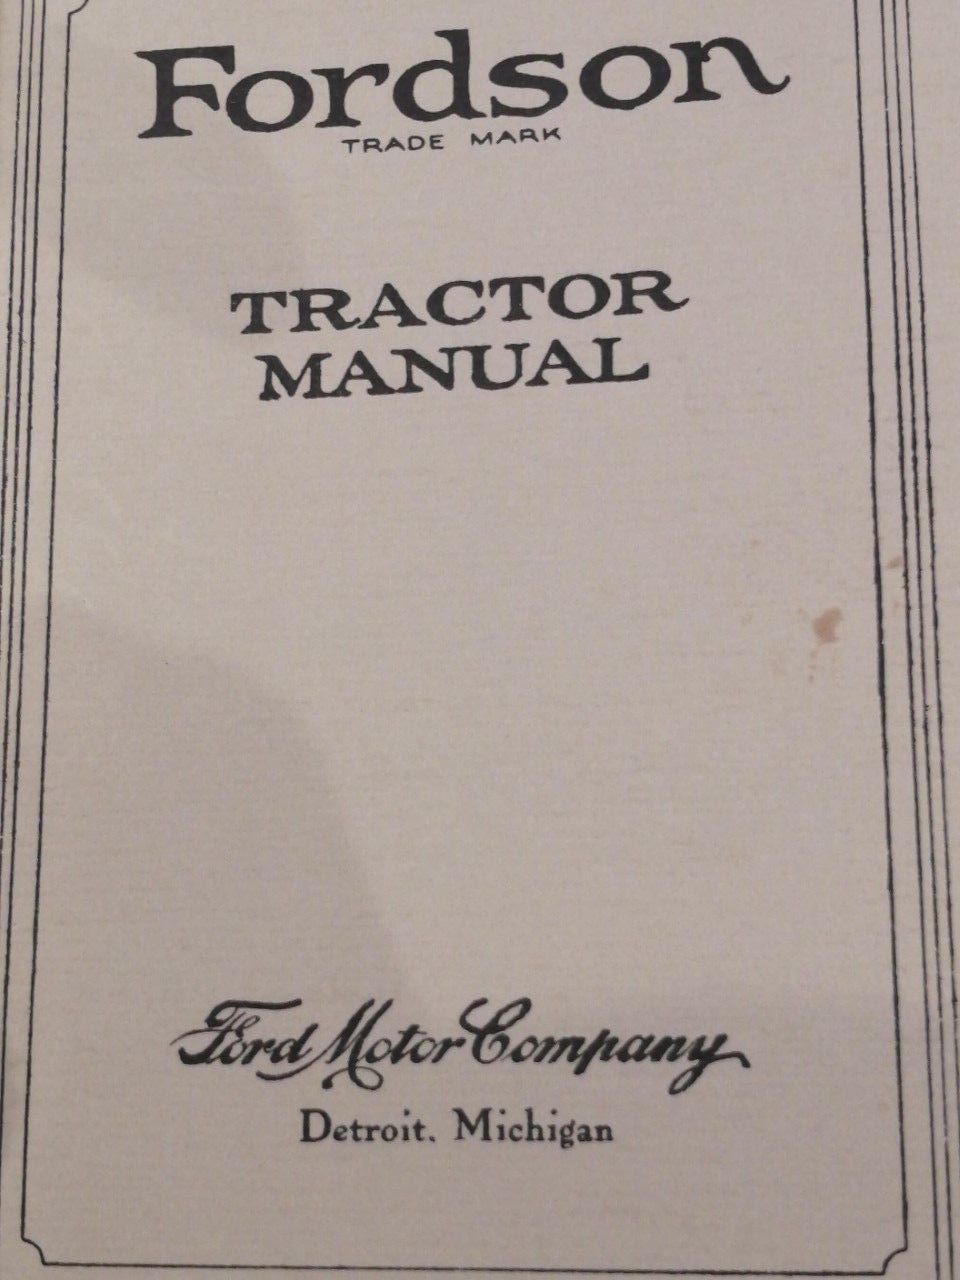 Fordson
TRADE MARK
TRACTOR
MANUAL
Ford Motor Company
Detroit, Michigan